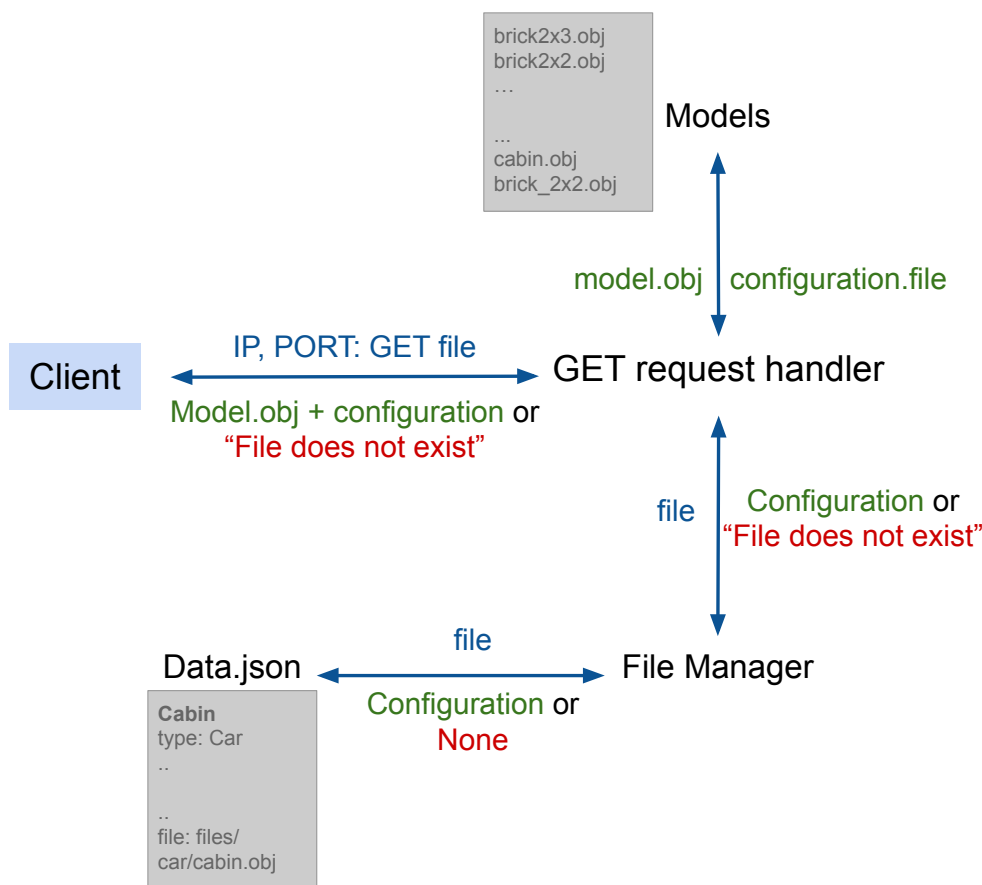 brick2x3.obj
brick2x2.obj
…
...
cabin.obj
brick_2x2.obj
Models
model.obj
configuration.file
IP, PORT: GET file
Client
GET request handler
Model.obj + configuration or
“File does not exist”
file
Configuration or
“File does not exist”
file
Data.json
File Manager
Configuration or
None
Cabin
type: Car
..
..
file: files/
car/cabin.obj